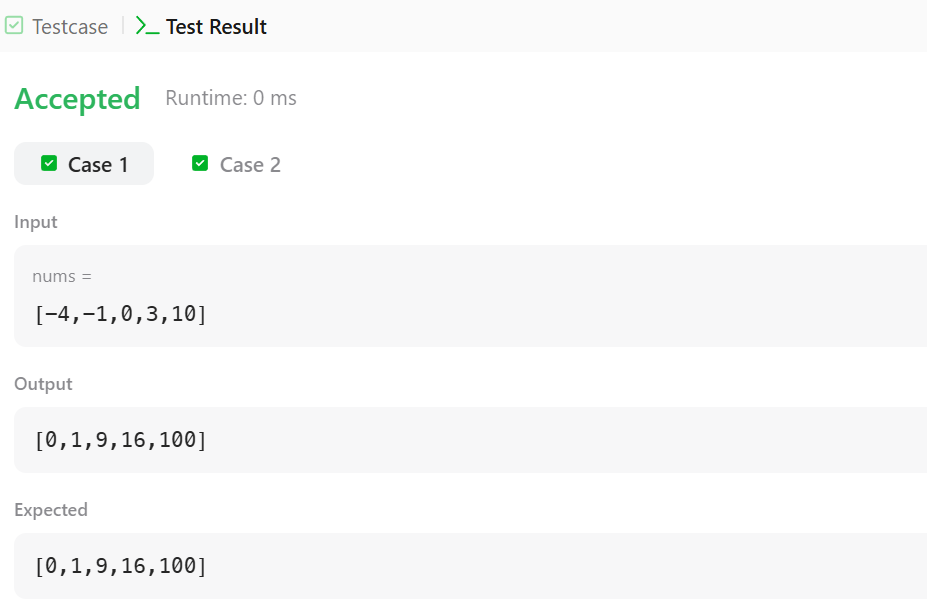 Testcase
Test Result
Accepted Runtime: 0 ms
Case 1 Case 2
Input
nums =
[-4,-1,0,3,10]
Output
[0,1,9,16,100]
Expected
[0,1,9,16,100]